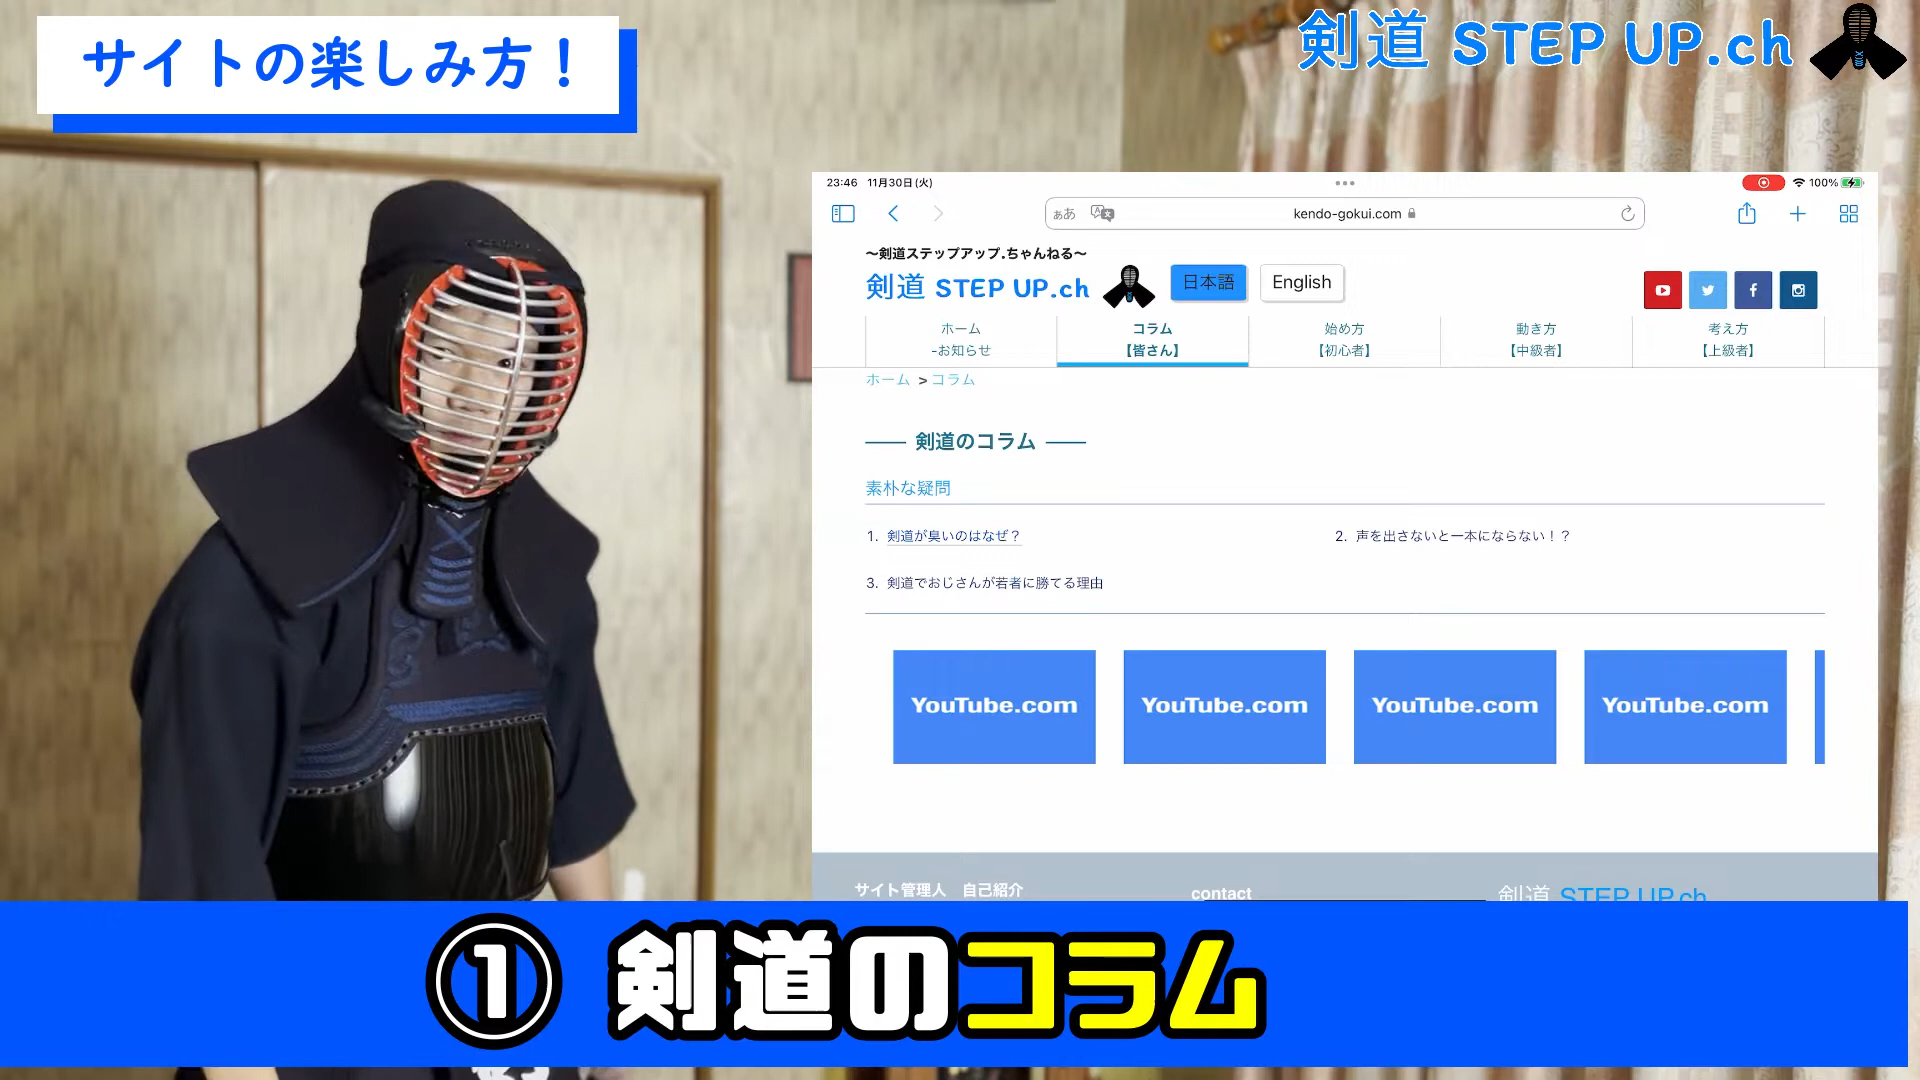 サイトの楽しみ方！
剣道 STEP UP.ch
23:46 11月30日(火)
100%
ああ
kendo-gokui.com
〜剣道ステップアップ.ちゃんねる〜
剣道 STEP UP.ch
日本語
English
ホーム
-お知らせ
コラム
【皆さん】
始め方
【初心者】
動き方
【中級者】
考え方
【上級者】
ホーム > コラム
剣道のコラム
素朴な疑問
1. 剣道が臭いのはなぜ？
2. 声を出さないと一本にならない！？
3. 剣道でおじさんが若者に勝てる理由
YouTube.com
YouTube.com
YouTube.com
YouTube.com
サイト管理人 自己紹介
contact
剣道 STEP UP.ch
① 剣道のコラム